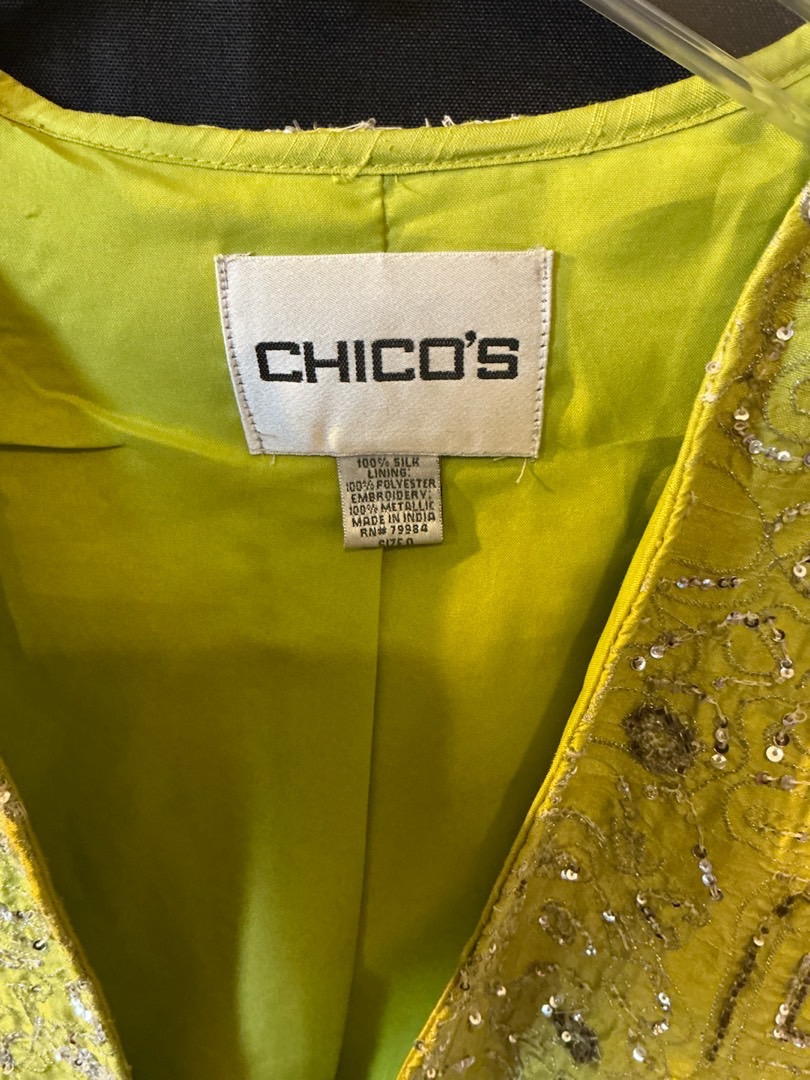 CHICO'S
100% SILK
LINING:
100% POLYESTER
EMBROIDERY:
100% METALLIC
MADE IN INDIA
RN# 79984
SIZE 0